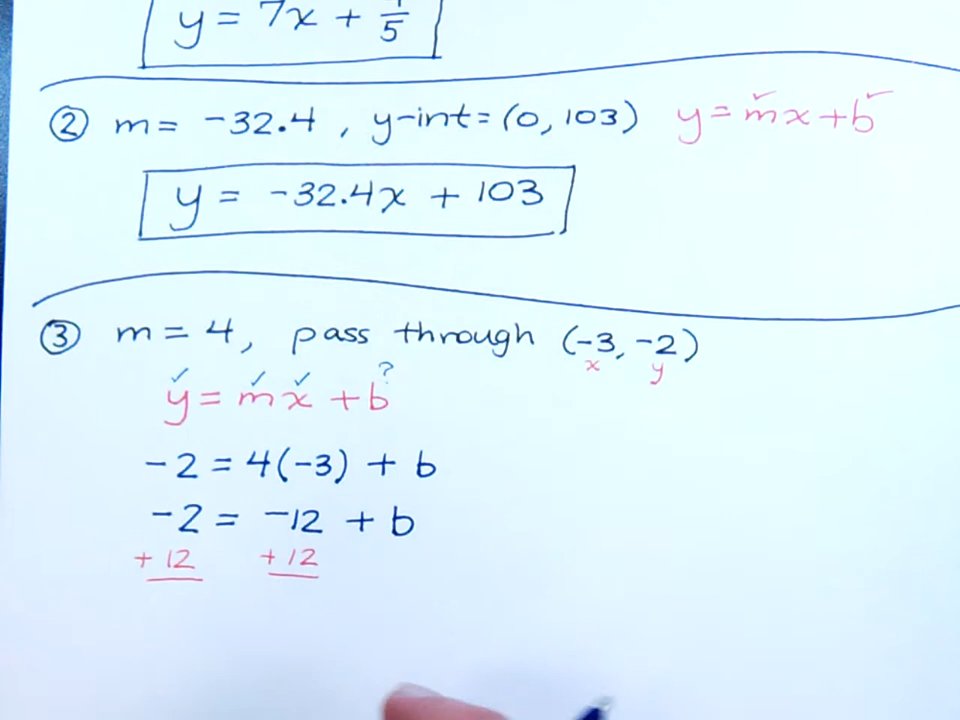 y = 7x + 1/5
② m = -32.4 , y-int = (0, 103) y = mx + b
y = -32.4x + 103
③ m = 4, pass through (-3, -2)
x y
✓ ✓ ✓ ?
y = mx + b
-2 = 4(-3) + b
-2 = -12 + b
+ 12 + 12